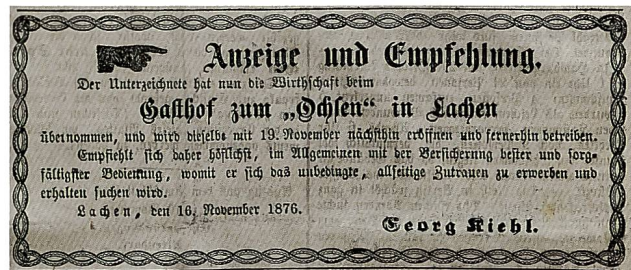 Anzeige und Empfehlung.
Der Unterzeichnete hat nun die Wirthschaft beim
Gasthof zum „Ochsen“ in Lachen
übernommen, und wird dieselbe mit 19. November nächsthin eröffnen und fernerhin betreiben.
Empfiehlt sich daher höflichst, im Allgemeinen mit der Versicherung bester und sorg-
fältigster Bedienung, womit er sich das unbedingte, allseitige Zutrauen zu erwerben und
erhalten suchen wird.
Lachen, den 16. November 1876.
Georg Kiehl.